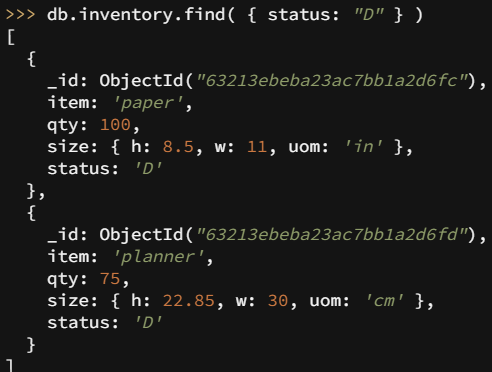 >>> db.inventory.find( { status: "D" } )
[
  {
    _id: ObjectId("63213ebeba23ac7bb1a2d6fc"),
    item: 'paper',
    qty: 100,
    size: { h: 8.5, w: 11, uom: 'in' },
    status: 'D'
  },
  {
    _id: ObjectId("63213ebeba23ac7bb1a2d6fd"),
    item: 'planner',
    qty: 75,
    size: { h: 22.85, w: 30, uom: 'cm' },
    status: 'D'
  }
]